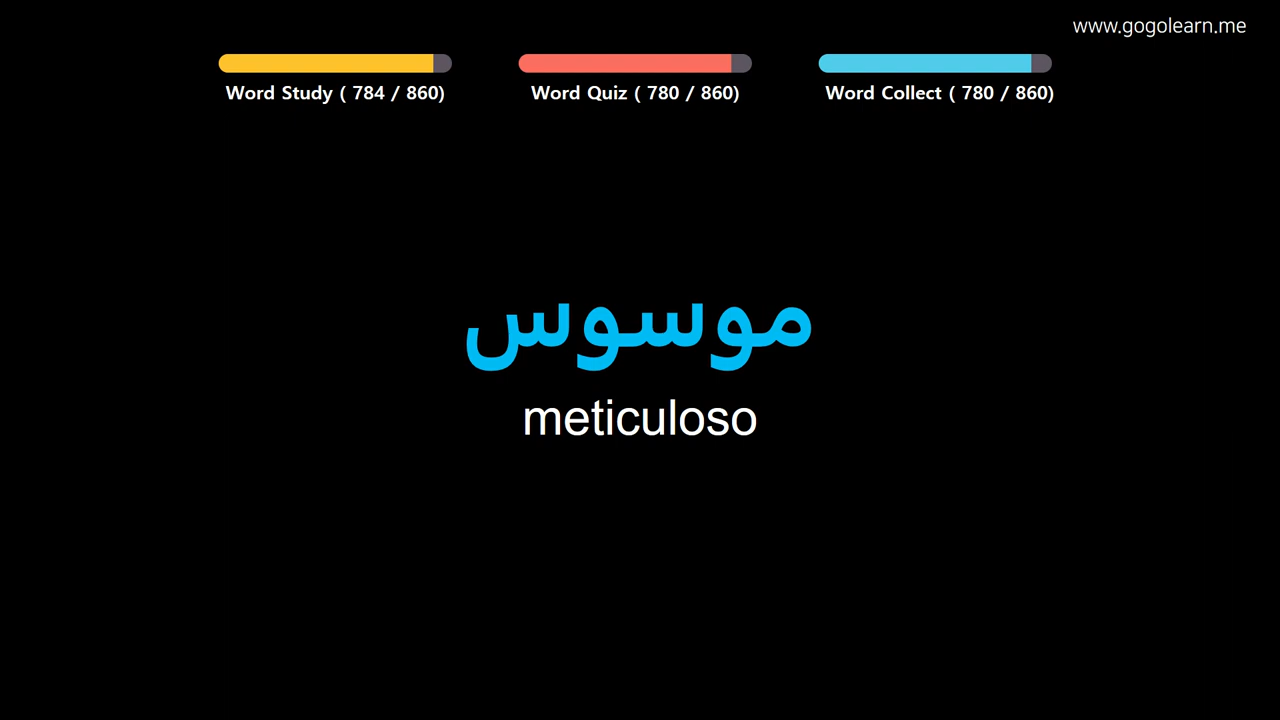 www.gogolearn.me
Word Study ( 784 / 860)
Word Quiz ( 780 / 860)
Word Collect ( 780 / 860)
موسوس
meticuloso